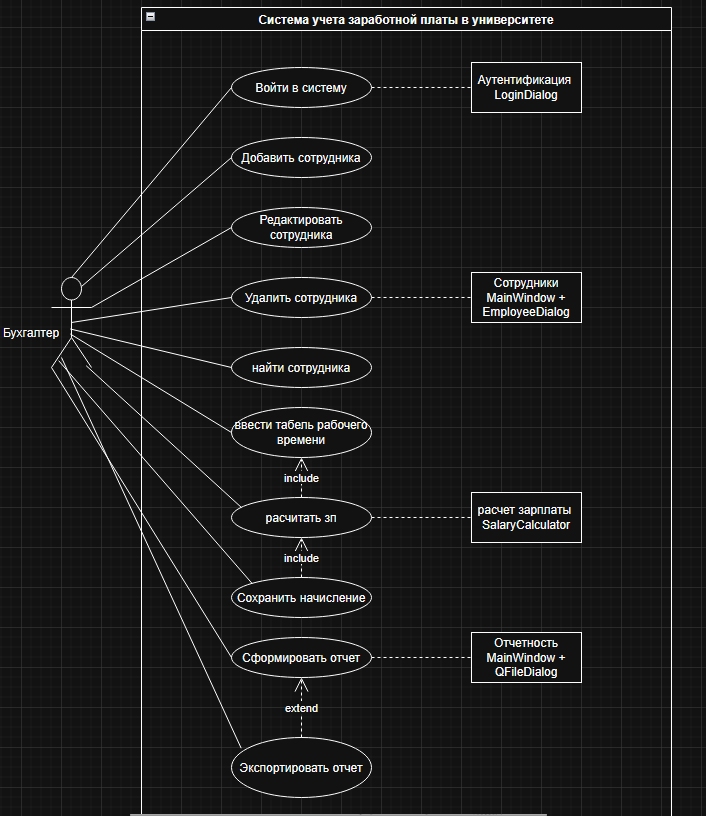 Система учета заработной платы в университете
Войти в систему
Аутентификация
LoginDialog
Добавить сотрудника
Редактировать
сотрудника
Удалить сотрудника
Сотрудники
MainWindow +
EmployeeDialog
Бухгалтер
найти сотрудника
ввести табель рабочего
времени
include
расчитать зп
расчет зарплаты
SalaryCalculator
include
Сохранить начисление
Сформировать отчет
Отчетность
MainWindow +
QFileDialog
extend
Экспортировать отчет